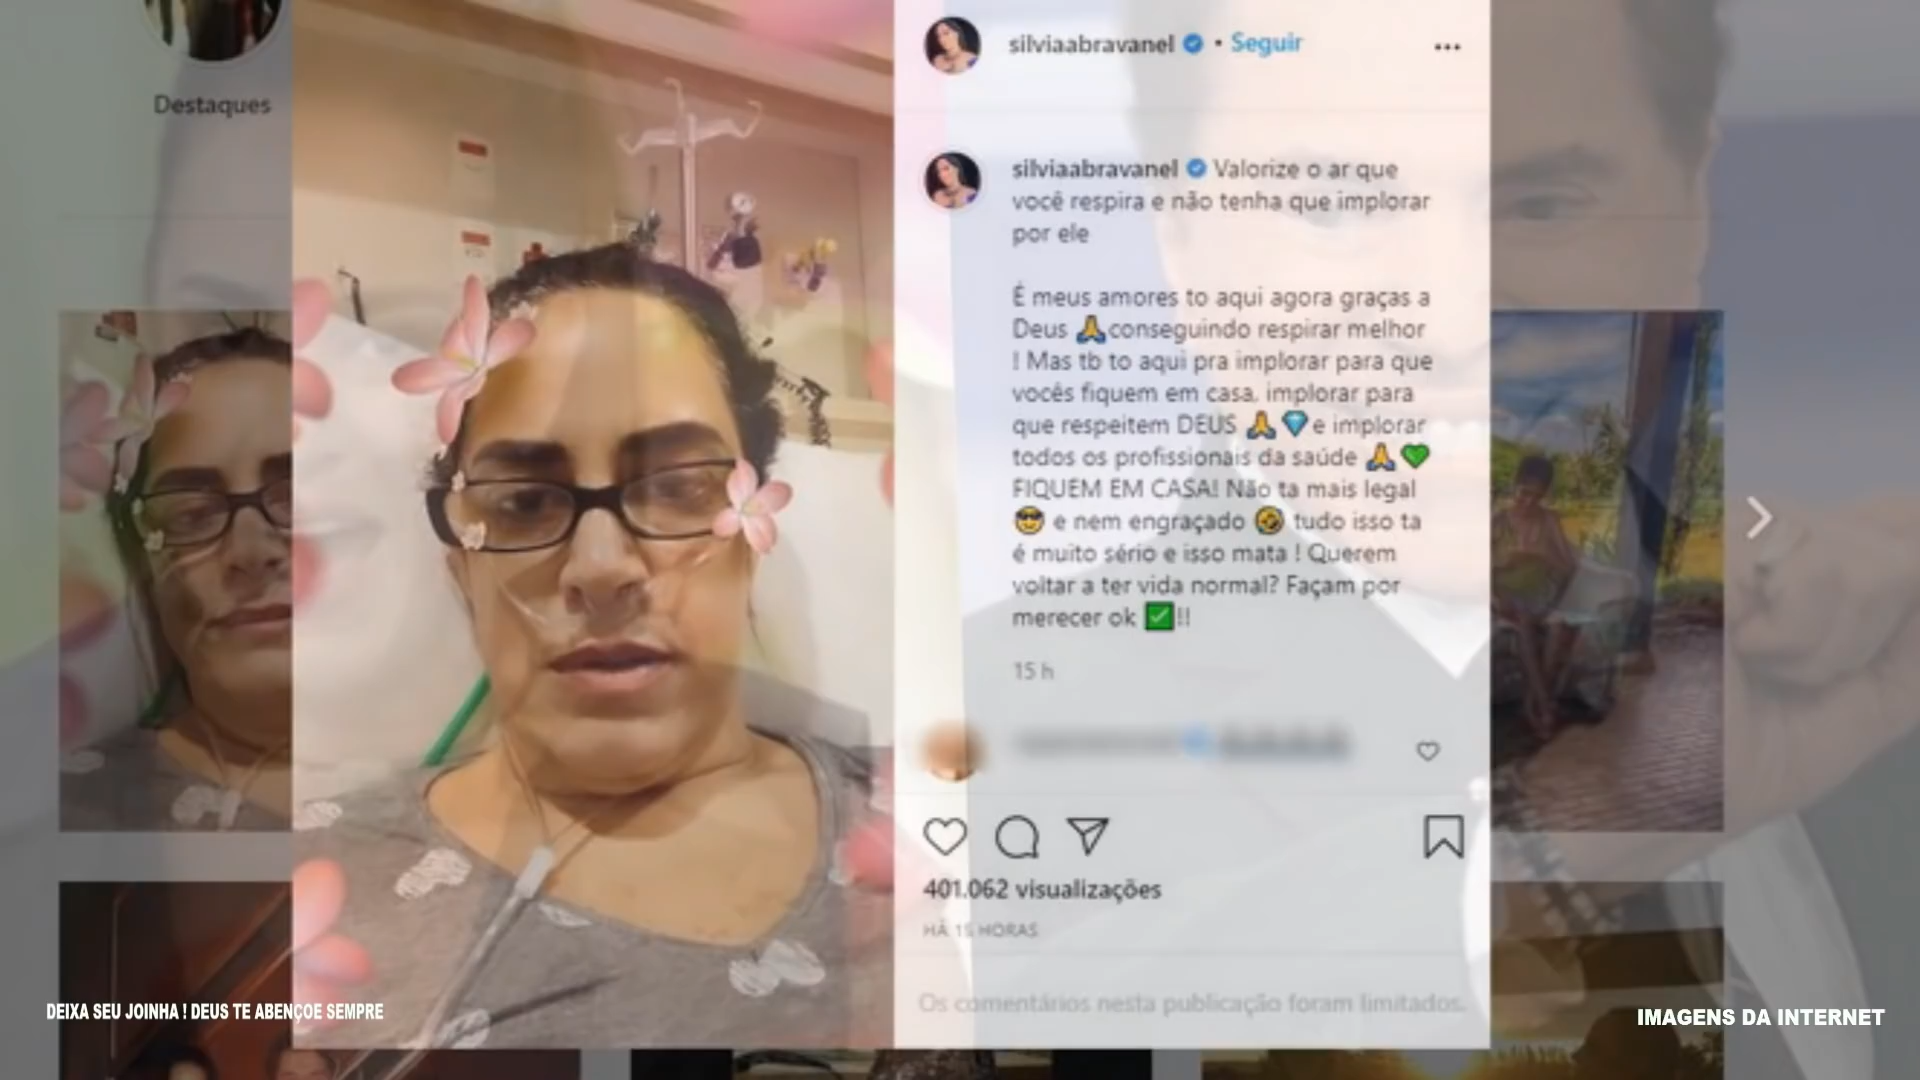 Destaques
silviaabravanel • Seguir
silviaabravanel Valorize o ar que
você respira e não tenha que implorar
por ele
É meus amores to aqui agora graças a
Deus 🙏conseguindo respirar melhor
! Mas tb to aqui pra implorar para que
vocês fiquem em casa, implorar para
que respeitem DEUS 🙏💎e implorar
todos os profissionais da saúde 🙏💚
FIQUEM EM CASA! Não ta mais legal
😎 e nem engraçado 🤣 tudo isso ta
é muito sério e isso mata ! Querem
voltar a ter vida normal? Façam por
merecer ok ✅!!
15 h
401.062 visualizações
HÁ 15 HORAS
Os comentários nesta publicação foram limitados.
DEIXA SEU JOINHA ! DEUS TE ABENÇOE SEMPRE
IMAGENS DA INTERNET